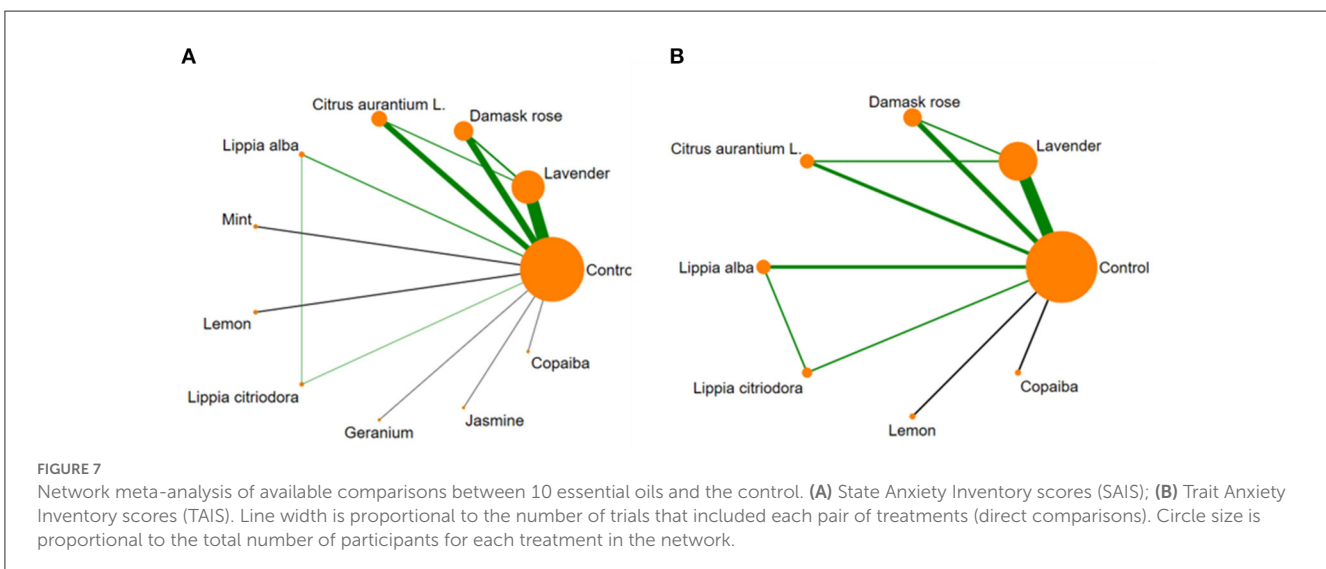 A
Citrus aurantium L.
Damask rose
Lippia alba
Lavender
Mint
Contro
Lemon
Copaiba
Lippia citriodora
Jasmine
Geranium
B
Damask rose
Lavender
Citrus aurantium L.
Lippia alba
Control
Copaiba
Lippia citriodora
Lemon
FIGURE 7
Network meta-analysis of available comparisons between 10 essential oils and the control. (A) State Anxiety Inventory scores (SAIS); (B) Trait Anxiety
Inventory scores (TAIS). Line width is proportional to the number of trials that included each pair of treatments (direct comparisons). Circle size is
proportional to the total number of participants for each treatment in the network.